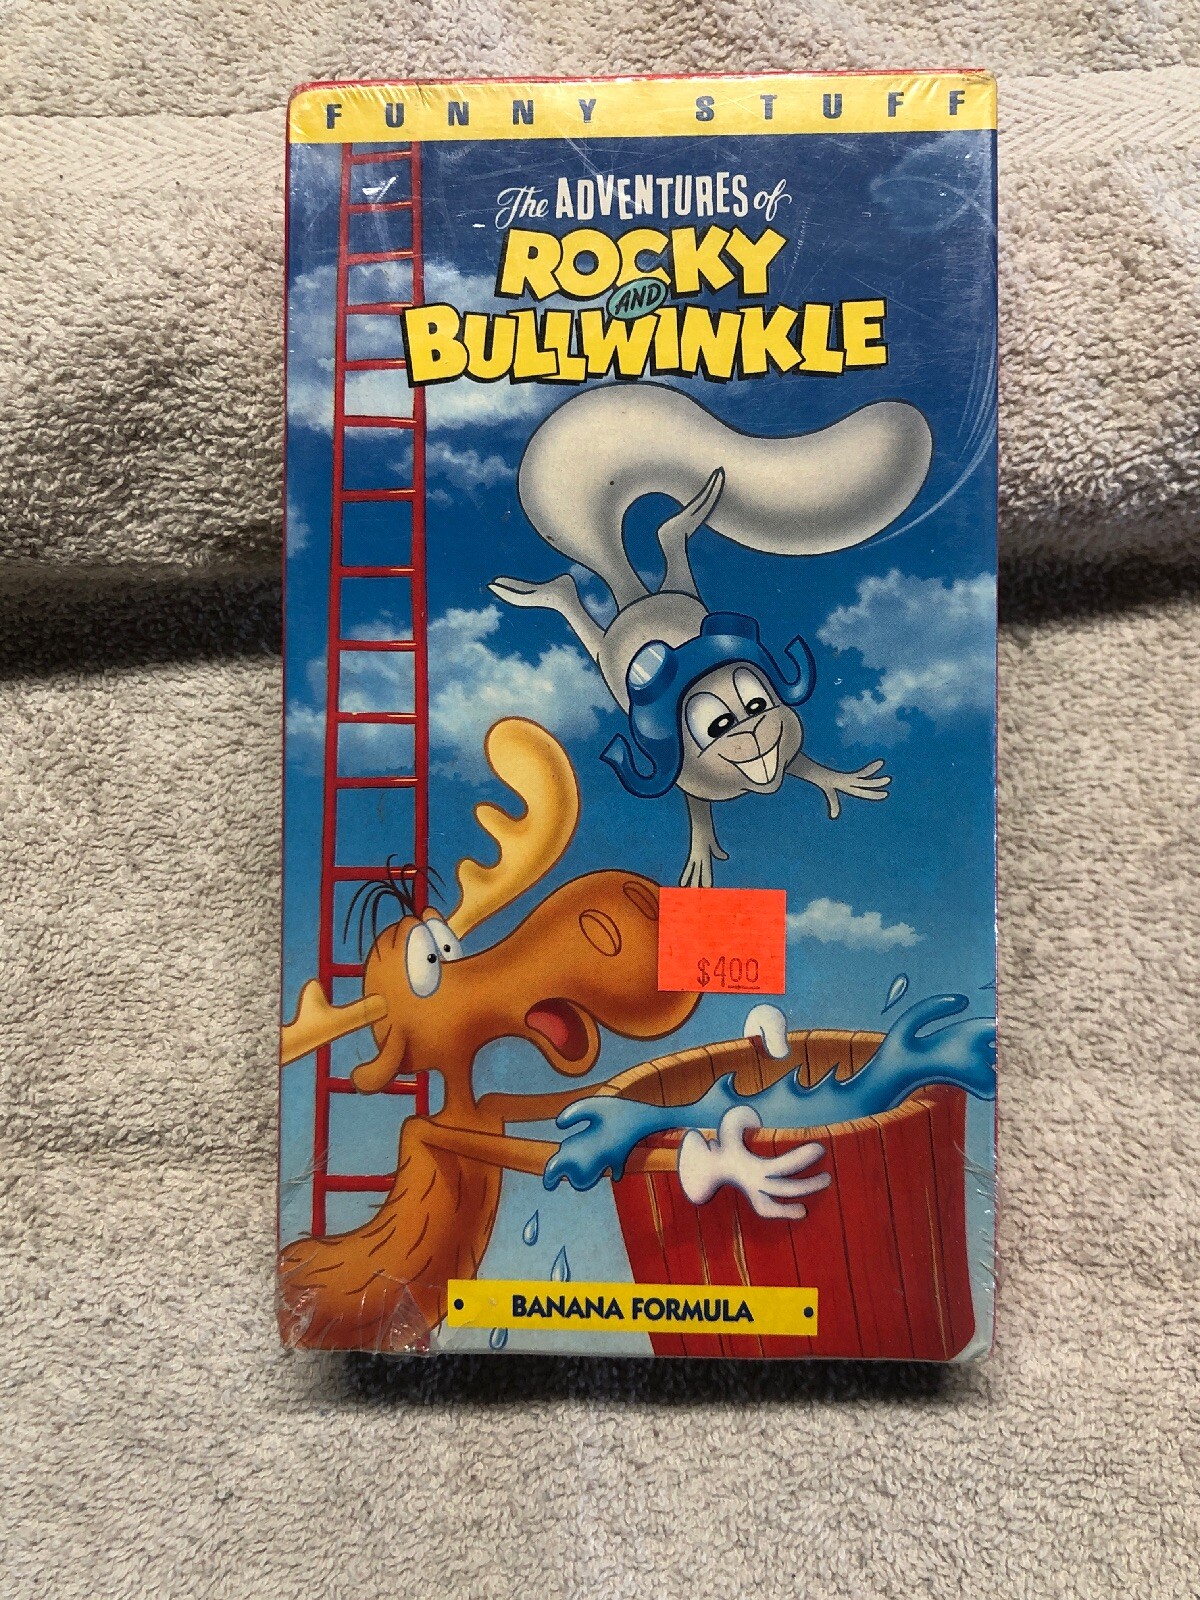 FUNNY STUFF
The ADVENTURES of
ROCKY
AND
BULLWINKLE
$400
BANANA FORMULA